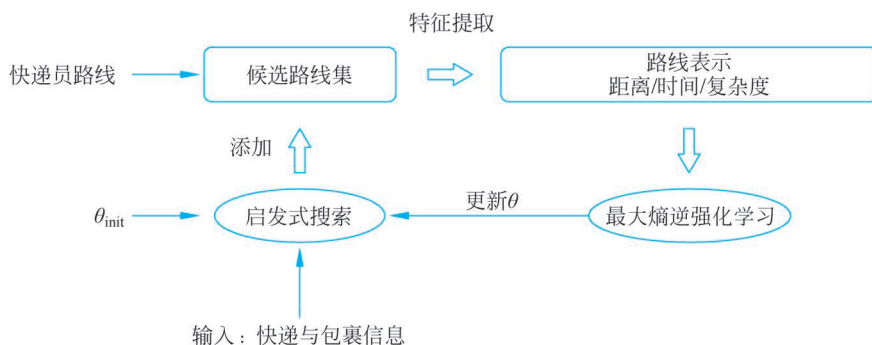 特征提取
快递员路线
候选路线集
路线表示
距离/时间/复杂度
添加
θinit
启发式搜索
更新θ
最大熵逆强化学习
输入：快递与包裹信息